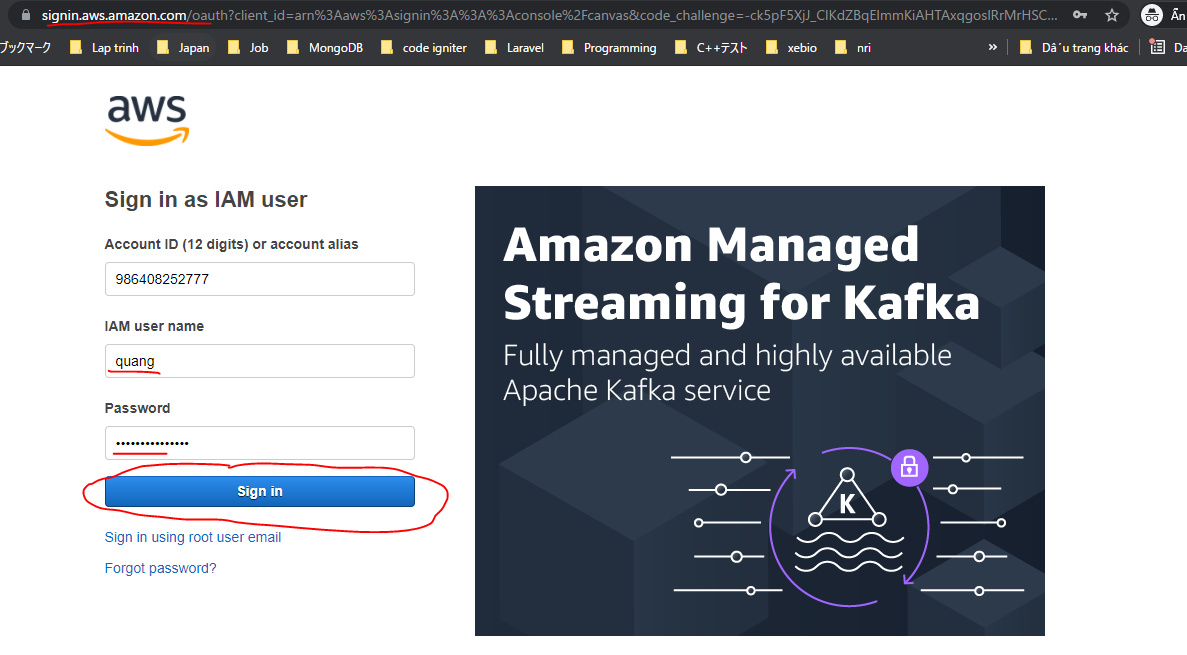 signin.aws.amazon.com/oauth?client_id=arn%3Aaws%3Asignin%3A%3A%3Aconsole%2Fcanvas&code_challenge=-ck5pF5XjJ_CIKdZBqEImmKiAHTAxqgosIRrMrHSC... Ẩn
ブックマーク Lap trinh Japan Job MongoDB code igniter Laravel Programming C++テスト xebio nri » Dấu trang khác Da
aws
Sign in as IAM user
Account ID (12 digits) or account alias
986408252777
IAM user name
quang
Password
Sign in
Sign in using root user email
Forgot password?
Amazon Managed
Streaming for Kafka
Fully managed and highly available
Apache Kafka service
K